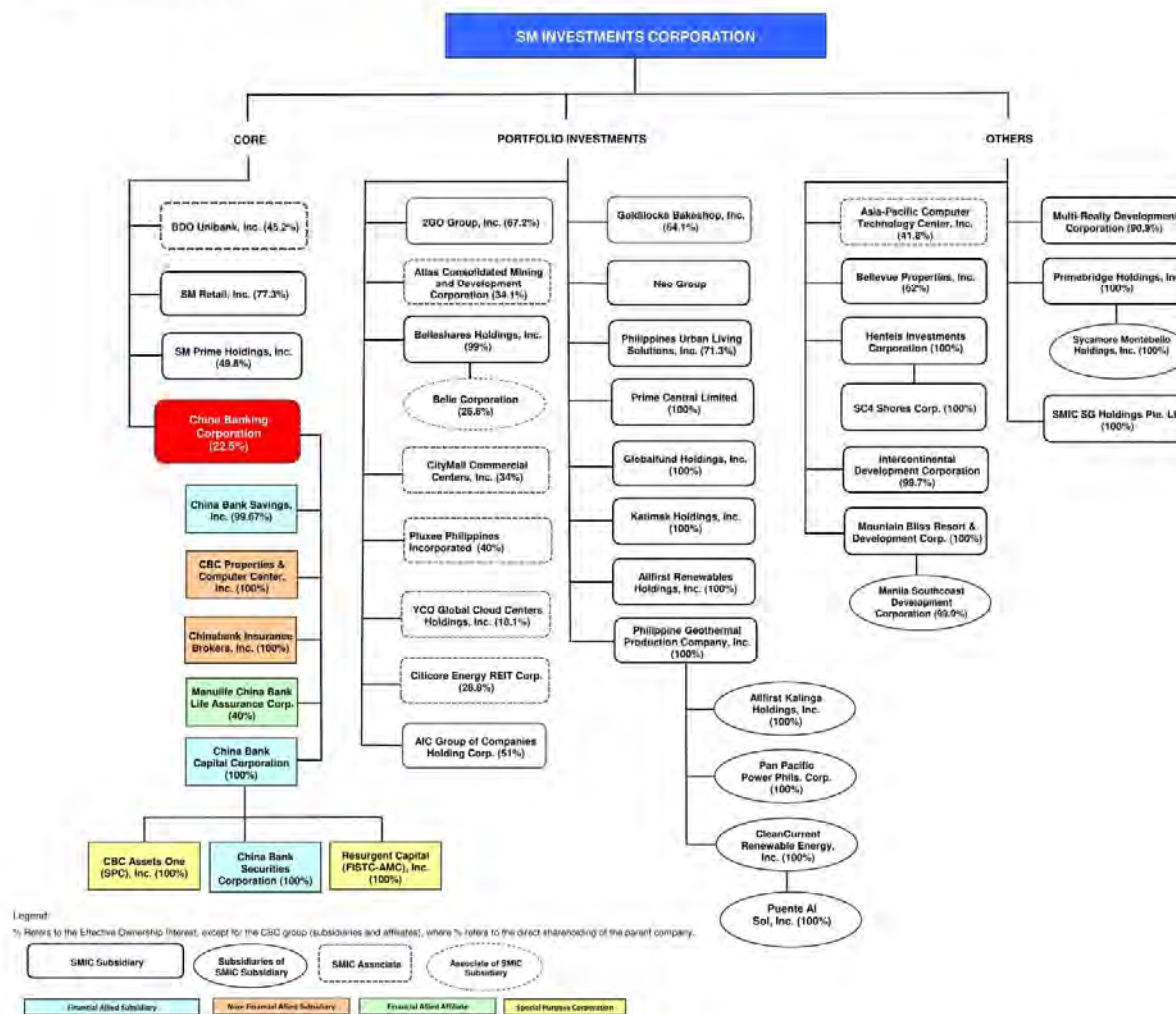 SM INVESTMENTS CORPORATION
CORE
PORTFOLIO INVESTMENTS
OTHERS
BDO Unibank, Inc. (45.2%)
SM Retail, Inc. (77.3%)
SM Prime Holdings, Inc.
(49.8%)
China Banking
Corporation
(22.5%)
China Bank Savings,
Inc. (99.67%)
CBC Properties &
Computer Center,
Inc. (100%)
Chinabank Insurance
Brokers, Inc. (100%)
Manulife China Bank
Life Assurance Corp.
(40%)
China Bank
Capital Corporation
(100%)
CBC Assets One
(SPC), Inc. (100%)
China Bank
Securities
Corporation (100%)
Resurgent Capital
(FISTC-AMC), Inc.
(100%)
2GO Group, Inc. (67.2%)
Atlas Consolidated Mining
and Development
Corporation (34.1%)
Belleshares Holdings, Inc.
(99%)
Belle Corporation
(26.6%)
CityMall Commercial
Centers, Inc. (34%)
Pluxee Philippines
Incorporated (40%)
YCO Global Cloud Centers
Holdings, Inc. (18.1%)
Citicore Energy REIT Corp.
(28.8%)
AIC Group of Companies
Holding Corp. (51%)
Goldilocks Bakeshop, Inc.
(64.1%)
Neo Group
Philippines Urban Living
Solutions, Inc. (71.3%)
Prime Central Limited
(100%)
Globalfund Holdings, Inc.
(100%)
Katimsk Holdings, Inc.
(100%)
Allfirst Renewables
Holdings, Inc. (100%)
Philippine Geothermal
Production Company, Inc.
(100%)
Allfirst Kalinga
Holdings, Inc.
(100%)
Pan Pacific
Power Phils. Corp.
(100%)
CleanCurrent
Renewable Energy,
Inc. (100%)
Puente Al
Sol, Inc. (100%)
Asia-Pacific Computer
Technology Center, Inc.
(41.8%)
Bellevue Properties, Inc.
(62%)
Henfels Investments
Corporation (100%)
SC4 Shores Corp. (100%)
Intercontinental
Development Corporation
(99.7%)
Mountain Bliss Resort &
Development Corp. (100%)
Manila Southcoast
Development
Corporation (99.9%)
Multi-Realty Development
Corporation (90.9%)
Primebridge Holdings, Inc
(100%)
Sycamore Montebello
Holdings, Inc. (100%)
SMIC SG Holdings Pte. L
(100%)
Legend:
% Refers to the Effective Ownership Interest, except for the CBC group (subsidiaries and affiliates), where % refers to the direct shareholding of the parent company.
SMIC Subsidiary
Subsidiaries of
SMIC Subsidiary
SMIC Associate
Associate of SMIC
Subsidiary
Financial Allied Subsidiary
Non-Financial Allied Subsidiary
Financial Allied Affiliate
Special Purpose Corporation